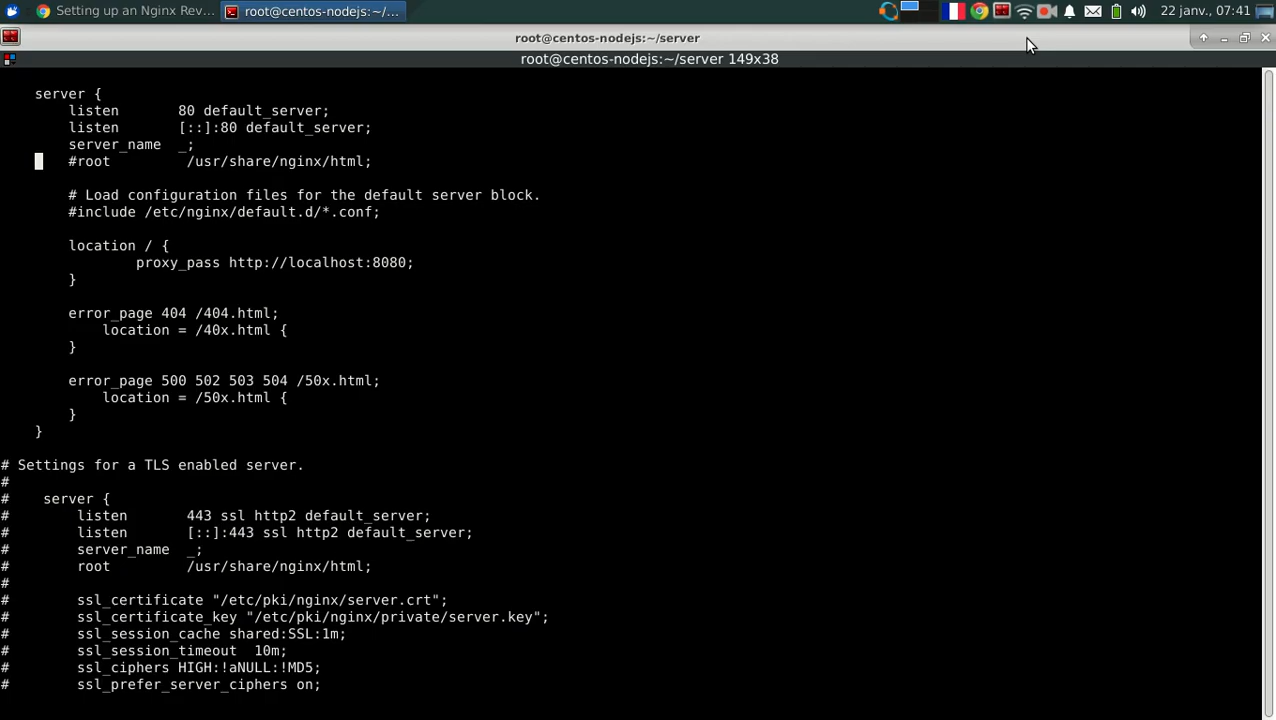 Setting up an Nginx Rev...
root@centos-nodejs:~/...
22 janv., 07:41
root@centos-nodejs:~/server
root@centos-nodejs:~/server 149x38
server {
listen 80 default_server;
listen [::]:80 default_server;
server_name _;
#root /usr/share/nginx/html;
# Load configuration files for the default server block.
#include /etc/nginx/default.d/*.conf;
location / {
proxy_pass http://localhost:8080;
}
error_page 404 /404.html;
location = /40x.html {
}
error_page 500 502 503 504 /50x.html;
location = /50x.html {
}
}
# Settings for a TLS enabled server.
#
# server {
# listen 443 ssl http2 default_server;
# listen [::]:443 ssl http2 default_server;
# server_name _;
# root /usr/share/nginx/html;
#
# ssl_certificate "/etc/pki/nginx/server.crt";
# ssl_certificate_key "/etc/pki/nginx/private/server.key";
# ssl_session_cache shared:SSL:1m;
# ssl_session_timeout 10m;
# ssl_ciphers HIGH:!aNULL:!MD5;
# ssl_prefer_server_ciphers on;